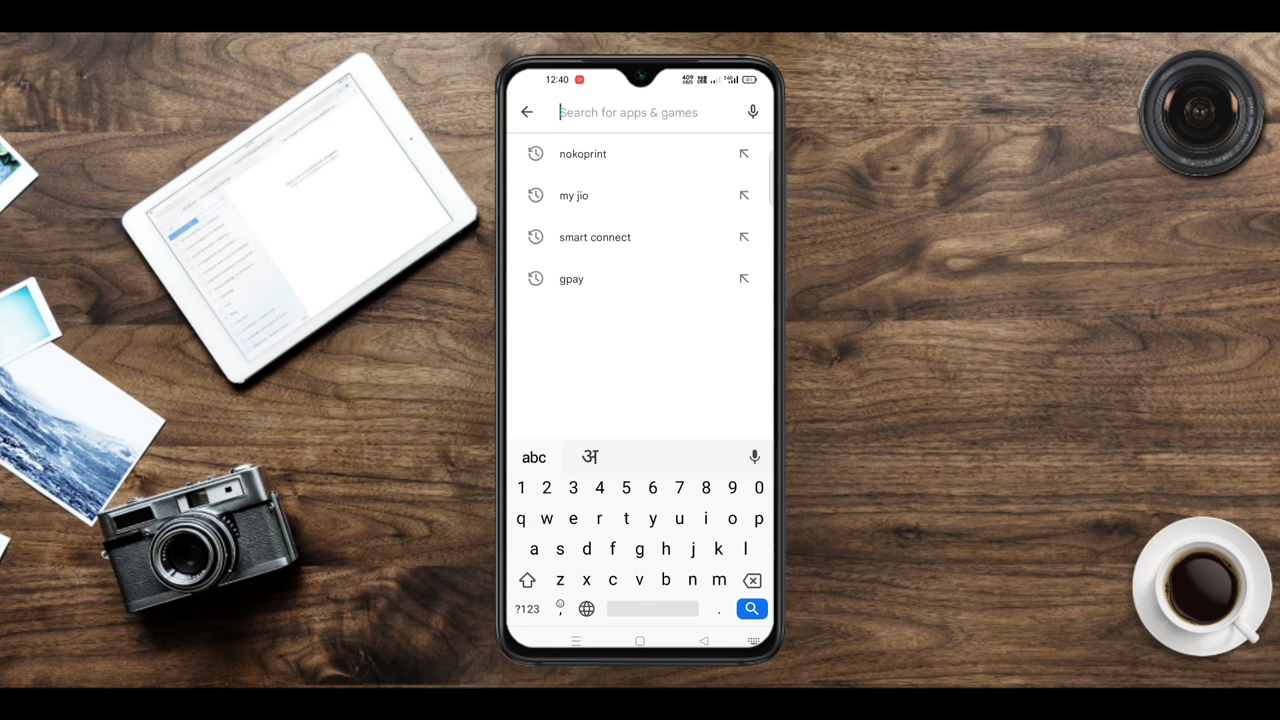 12:40
Search for apps & games
nokoprint
my jio
smart connect
gpay
abc अ
1 2 3 4 5 6 7 8 9 0
q w e r t y u i o p
a s d f g h j k l
z x c v b n m
?123 , .